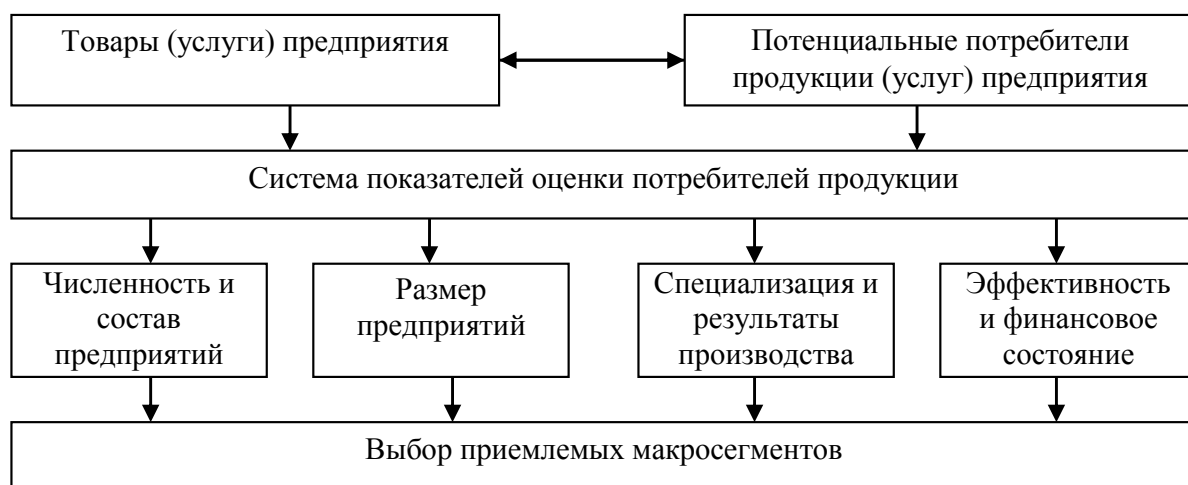 Товары (услуги) предприятия
Потенциальные потребители
продукции (услуг) предприятия
Система показателей оценки потребителей продукции
Численность и
состав
предприятий
Размер
предприятий
Специализация и
результаты
производства
Эффективность
и финансовое
состояние
Выбор приемлемых макросегментов